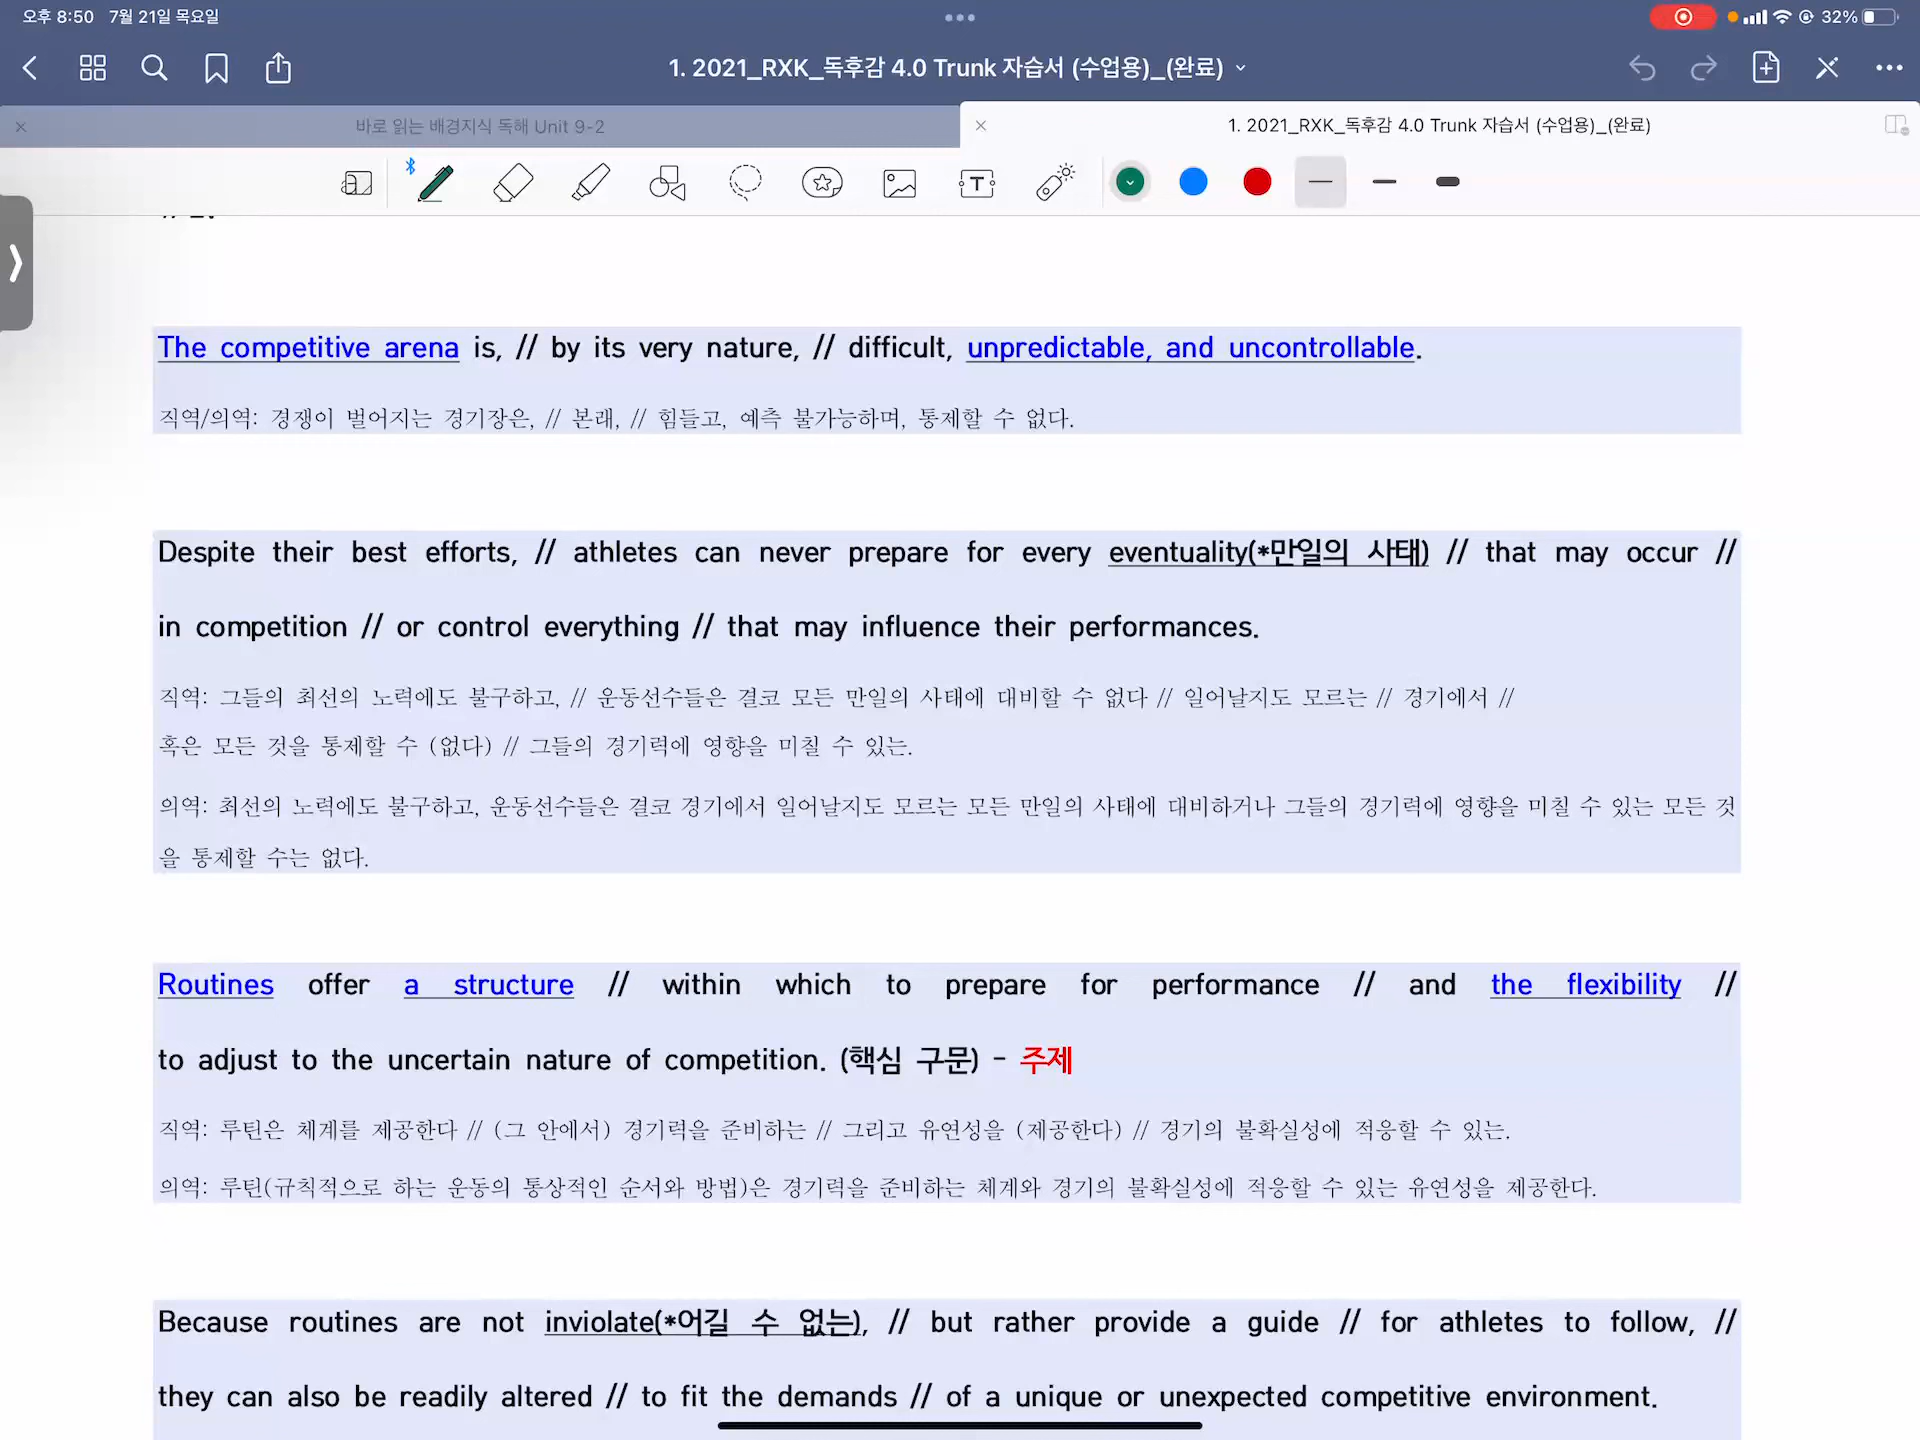 오후 8:50 7월 21일 목요일
32%
1. 2021_RXK_독후감 4.0 Trunk 자습서 (수업용)_(완료)
바로 읽는 배경지식 독해 Unit 9-2
1. 2021_RXK_독후감 4.0 Trunk 자습서 (수업용)_(완료)
The competitive arena is, // by its very nature, // difficult, unpredictable, and uncontrollable.
직역/의역: 경쟁이 벌어지는 경기장은, // 본래, // 힘들고, 예측 불가능하며, 통제할 수 없다.
Despite their best efforts, // athletes can never prepare for every eventuality(*만일의 사태) // that may occur //
in competition // or control everything // that may influence their performances.
직역: 그들의 최선의 노력에도 불구하고, // 운동선수들은 결코 모든 만일의 사태에 대비할 수 없다 // 일어날지도 모르는 // 경기에서 //
혹은 모든 것을 통제할 수 (없다) // 그들의 경기력에 영향을 미칠 수 있는.
의역: 최선의 노력에도 불구하고, 운동선수들은 결코 경기에서 일어날지도 모르는 모든 만일의 사태에 대비하거나 그들의 경기력에 영향을 미칠 수 있는 모든 것
을 통제할 수는 없다.
Routines offer a structure // within which to prepare for performance // and the flexibility //
to adjust to the uncertain nature of competition. (핵심 구문) - 주제
직역: 루틴은 체계를 제공한다 // (그 안에서) 경기력을 준비하는 // 그리고 유연성을 (제공한다) // 경기의 불확실성에 적응할 수 있는.
의역: 루틴(규칙적으로 하는 운동의 통상적인 순서와 방법)은 경기력을 준비하는 체계와 경기의 불확실성에 적응할 수 있는 유연성을 제공한다.
Because routines are not inviolate(*어길 수 없는), // but rather provide a guide // for athletes to follow, //
they can also be readily altered // to fit the demands // of a unique or unexpected competitive environment.